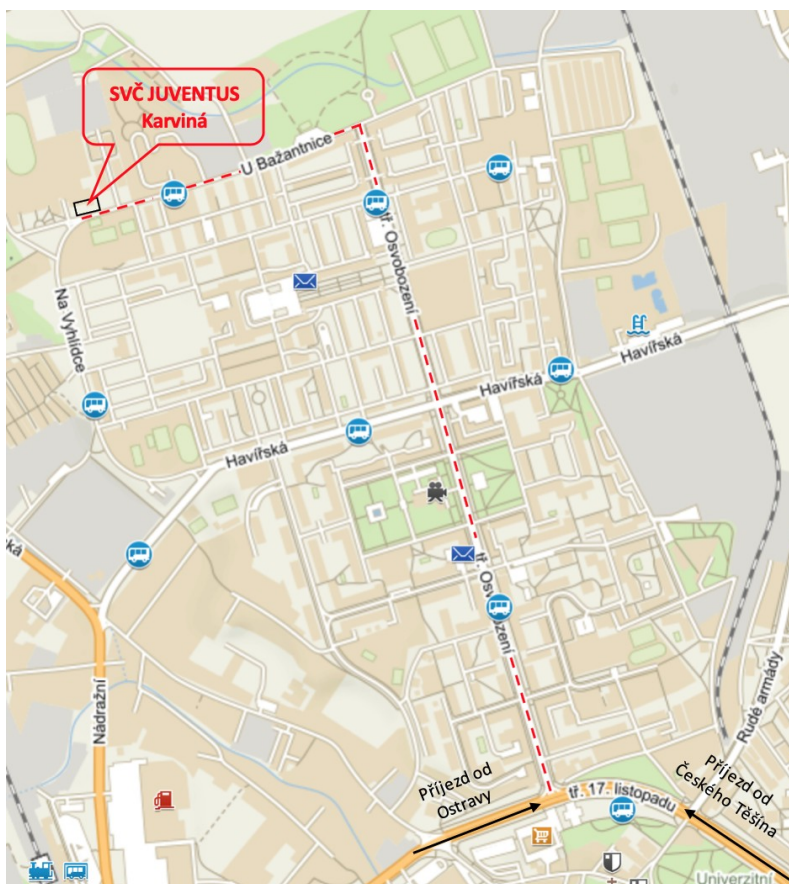 SVČ JUVENTUS
Karviná
U Bažantnice
tř. Osvobození
Na Vyhlídce
Havířská
Havířská
Havířská
ká
tř. Osvobození
Nádražní
Rudé armády
Příjezd od
Ostravy
tř. 17. listopadu
Příjezd od
Českého Těšína
Univerzitní